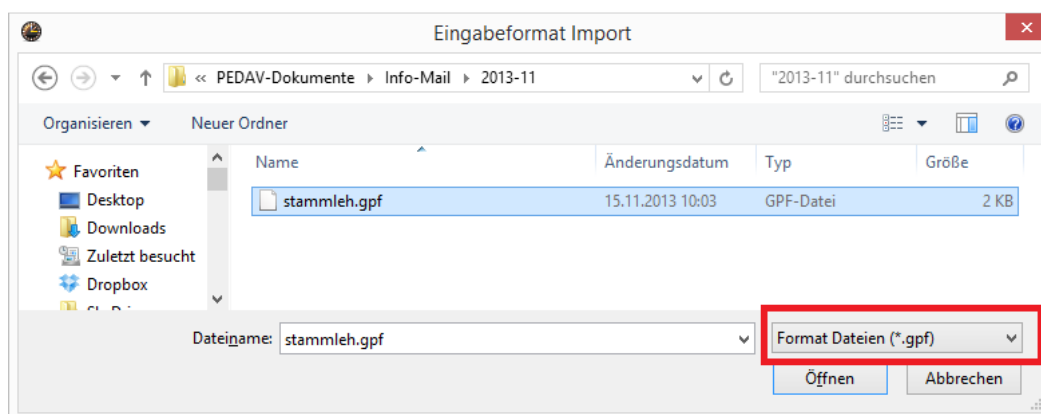 Eingabeformat Import
« PEDAV-Dokumente ▸ Info-Mail ▸ 2013-11
"2013-11" durchsuchen
Organisieren
Neuer Ordner
Name Änderungsdatum Typ Größe
Favoriten
stammleh.gpf 15.11.2013 10:03 GPF-Datei 2 KB
Desktop
Downloads
Zuletzt besucht
Dropbox
Dateiname: stammleh.gpf
Format Dateien (*.gpf)
Öffnen Abbrechen